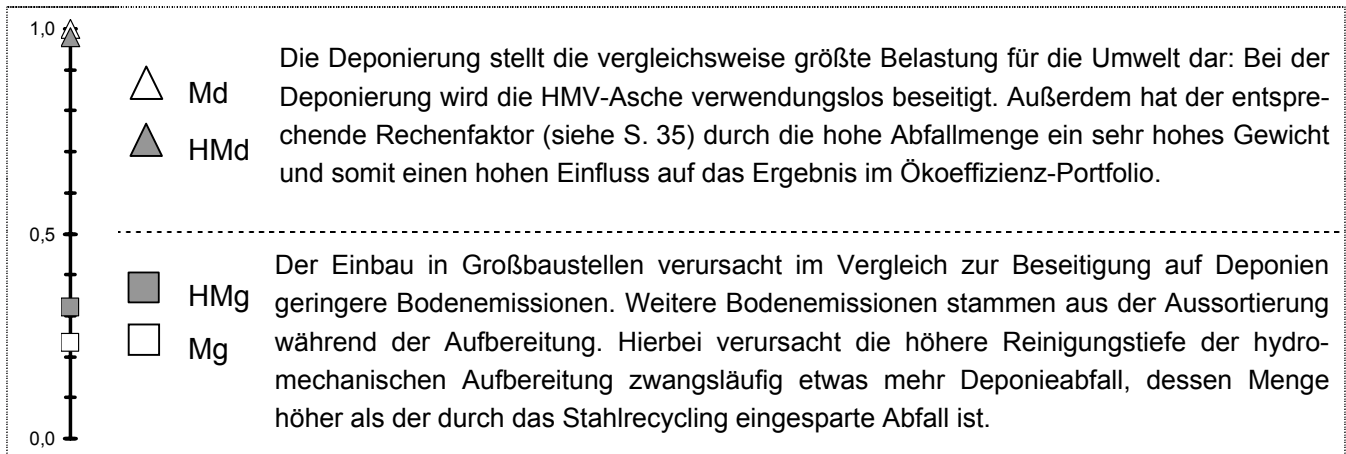 1,0
Md
HMd
Die Deponierung stellt die vergleichsweise größte Belastung für die Umwelt dar: Bei der
Deponierung wird die HMV-Asche verwendungslos beseitigt. Außerdem hat der entspre-
chende Rechenfaktor (siehe S. 35) durch die hohe Abfallmenge ein sehr hohes Gewicht
und somit einen hohen Einfluss auf das Ergebnis im Ökoeffizienz-Portfolio.
0,5
HMg
Mg
Der Einbau in Großbaustellen verursacht im Vergleich zur Beseitigung auf Deponien
geringere Bodenemissionen. Weitere Bodenemissionen stammen aus der Aussortierung
während der Aufbereitung. Hierbei verursacht die höhere Reinigungstiefe der hydro-
mechanischen Aufbereitung zwangsläufig etwas mehr Deponieabfall, dessen Menge
höher als der durch das Stahlrecycling eingesparte Abfall ist.
0,0